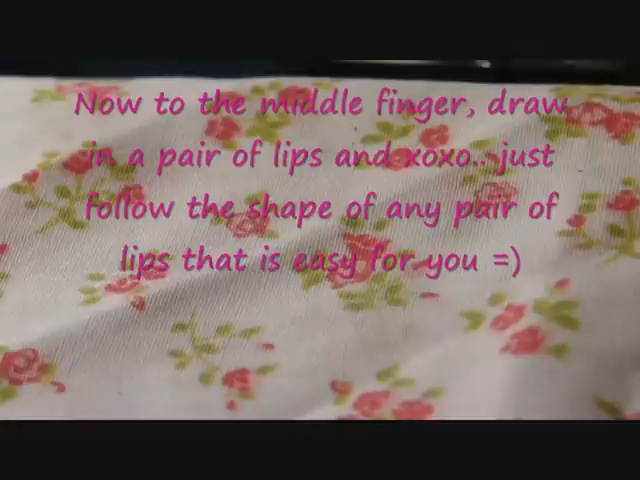 Now to the middle finger, draw
in a pair of lips and xoxo.. just
follow the shape of any pair of
lips that is easy for you =)